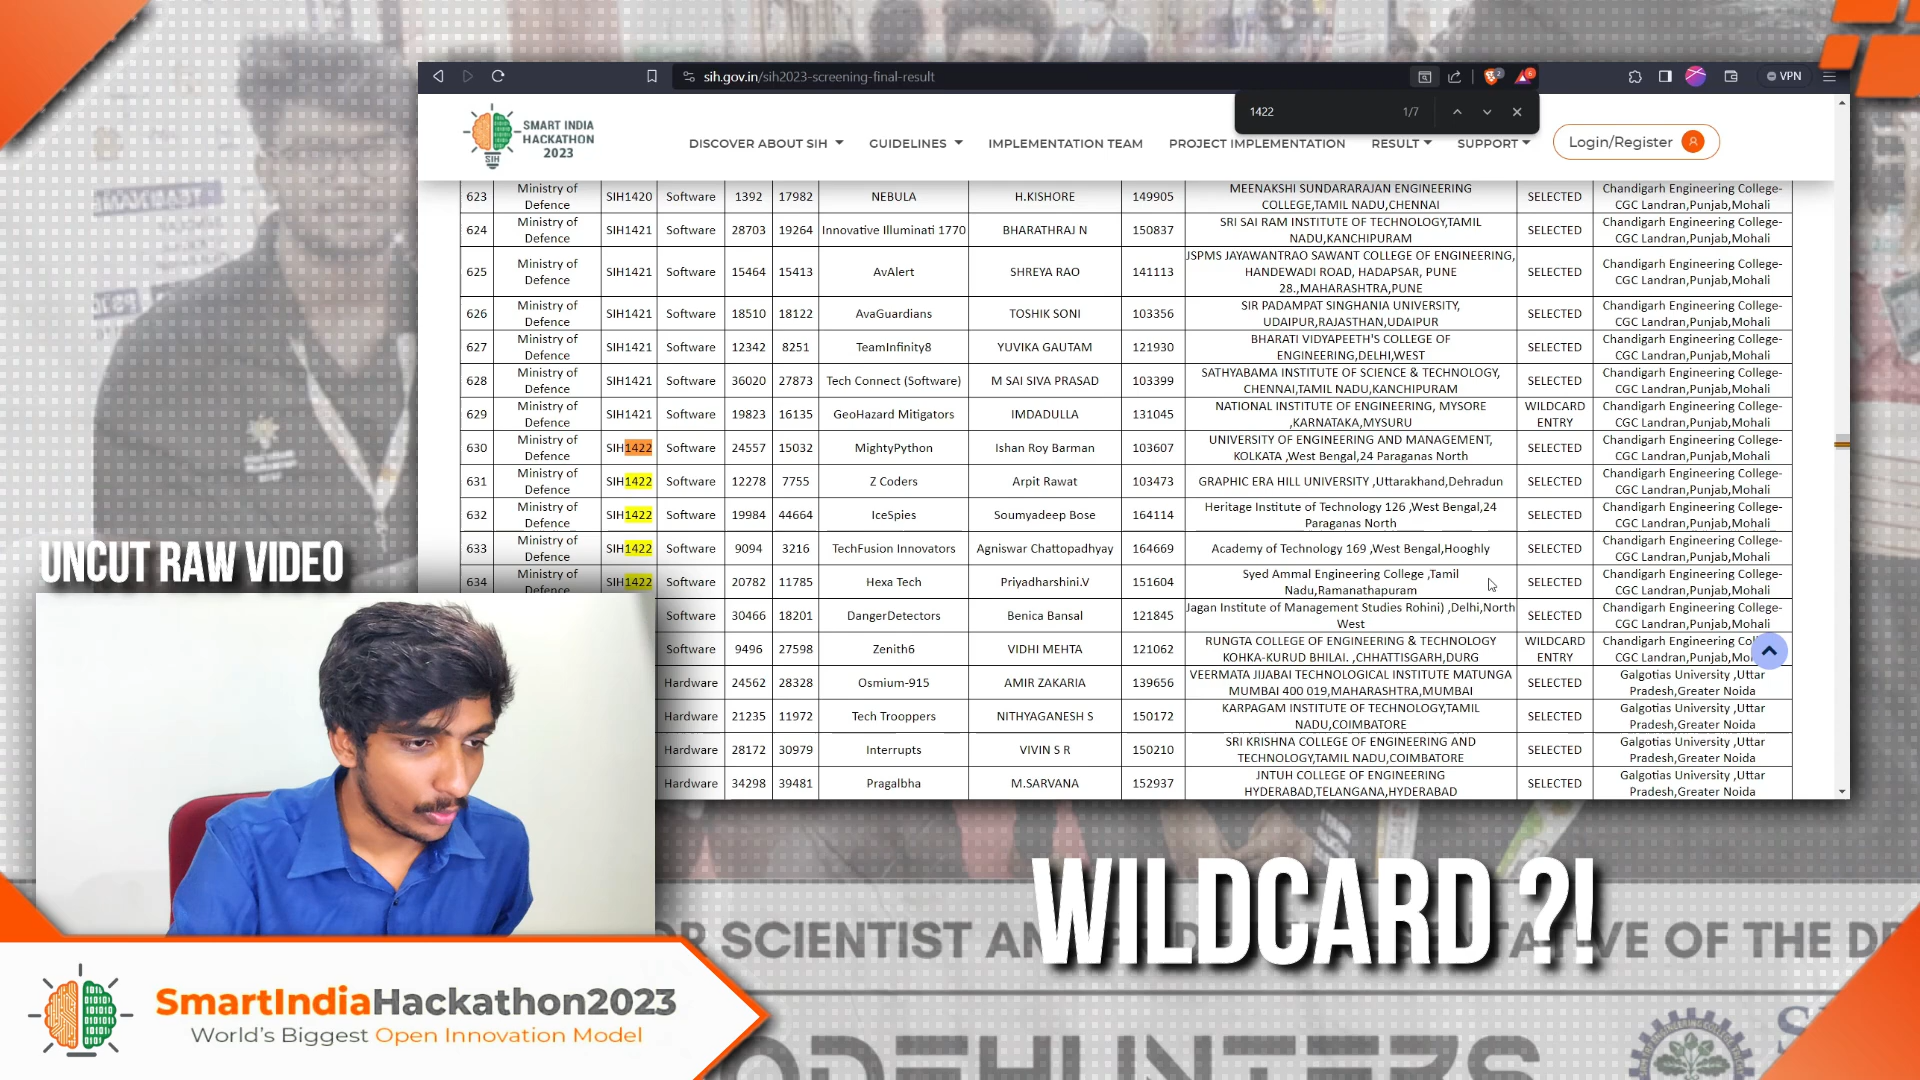 sih.gov.in/sih2023-screening-final-result
VPN
1422 1/7
SMART INDIA
HACKATHON
2023
SIH
DISCOVER ABOUT SIH GUIDELINES IMPLEMENTATION TEAM PROJECT IMPLEMENTATION RESULT SUPPORT Login/Register
623 Ministry of Defence SIH1420 Software 1392 17982 NEBULA H.KISHORE 149905 MEENAKSHI SUNDARARAJAN ENGINEERING COLLEGE,TAMIL NADU,CHENNAI SELECTED Chandigarh Engineering College-CGC Landran,Punjab,Mohali
624 Ministry of Defence SIH1421 Software 28703 19264 Innovative Illuminati 1770 BHARATHRAJ N 150837 SRI SAI RAM INSTITUTE OF TECHNOLOGY,TAMIL NADU,KANCHIPURAM SELECTED Chandigarh Engineering College-CGC Landran,Punjab,Mohali
625 Ministry of Defence SIH1421 Software 15464 15413 AvAlert SHREYA RAO 141113 JSPMS JAYAWANTRAO SAWANT COLLEGE OF ENGINEERING, HANDEWADI ROAD, HADAPSAR, PUNE 28.,MAHARASHTRA,PUNE SELECTED Chandigarh Engineering College-CGC Landran,Punjab,Mohali
626 Ministry of Defence SIH1421 Software 18510 18122 AvaGuardians TOSHIK SONI 103356 SIR PADAMPAT SINGHANIA UNIVERSITY, UDAIPUR,RAJASTHAN,UDAIPUR SELECTED Chandigarh Engineering College-CGC Landran,Punjab,Mohali
627 Ministry of Defence SIH1421 Software 12342 8251 TeamInfinity8 YUVIKA GAUTAM 121930 BHARATI VIDYAPEETH'S COLLEGE OF ENGINEERING,DELHI,WEST SELECTED Chandigarh Engineering College-CGC Landran,Punjab,Mohali
628 Ministry of Defence SIH1421 Software 36020 27873 Tech Connect (Software) M SAI SIVA PRASAD 103399 SATHYABAMA INSTITUTE OF SCIENCE & TECHNOLOGY, CHENNAI,TAMIL NADU,KANCHIPURAM SELECTED Chandigarh Engineering College-CGC Landran,Punjab,Mohali
629 Ministry of Defence SIH1421 Software 19823 16135 GeoHazard Mitigators IMDADULLA 131045 NATIONAL INSTITUTE OF ENGINEERING, MYSORE ,KARNATAKA,MYSURU WILDCARD ENTRY Chandigarh Engineering College-CGC Landran,Punjab,Mohali
630 Ministry of Defence SIH1422 Software 24557 15032 MightyPython Ishan Roy Barman 103607 UNIVERSITY OF ENGINEERING AND MANAGEMENT, KOLKATA ,West Bengal,24 Paraganas North SELECTED Chandigarh Engineering College-CGC Landran,Punjab,Mohali
631 Ministry of Defence SIH1422 Software 12278 7755 Z Coders Arpit Rawat 103473 GRAPHIC ERA HILL UNIVERSITY ,Uttarakhand,Dehradun SELECTED Chandigarh Engineering College-CGC Landran,Punjab,Mohali
632 Ministry of Defence SIH1422 Software 19984 44664 IceSpies Soumyadeep Bose 164114 Heritage Institute of Technology 126 ,West Bengal,24 Paraganas North SELECTED Chandigarh Engineering College-CGC Landran,Punjab,Mohali
633 Ministry of Defence SIH1422 Software 9094 3216 TechFusion Innovators Agniswar Chattopadhyay 164669 Academy of Technology 169 ,West Bengal,Hooghly SELECTED Chandigarh Engineering College-CGC Landran,Punjab,Mohali
634 Ministry of Defence SIH1422 Software 20782 11785 Hexa Tech Priyadharshini.V 151604 Syed Ammal Engineering College ,Tamil Nadu,Ramanathapuram SELECTED Chandigarh Engineering College-CGC Landran,Punjab,Mohali
Software 30466 18201 DangerDetectors Benica Bansal 121845 Jagan Institute of Management Studies Rohini) ,Delhi,North West SELECTED Chandigarh Engineering College-CGC Landran,Punjab,Mohali
Software 9496 27598 Zenith6 VIDHI MEHTA 121062 RUNGTA COLLEGE OF ENGINEERING & TECHNOLOGY KOHKA-KURUD BHILAI. ,CHHATTISGARH,DURG WILDCARD ENTRY Chandigarh Engineering CGC Landran,Punjab,
Hardware 24562 28328 Osmium-915 AMIR ZAKARIA 139656 VEERMATA JIJABAI TECHNOLOGICAL INSTITUTE MATUNGA MUMBAI 400 019,MAHARASHTRA,MUMBAI SELECTED Galgotias University ,Uttar Pradesh,Greater Noida
Hardware 21235 11972 Tech Trooppers NITHYAGANESH S 150172 KARPAGAM INSTITUTE OF TECHNOLOGY,TAMIL NADU,COIMBATORE SELECTED Galgotias University ,Uttar Pradesh,Greater Noida
Hardware 28172 30979 Interrupts VIVIN S R 150210 SRI KRISHNA COLLEGE OF ENGINEERING AND TECHNOLOGY,TAMIL NADU,COIMBATORE SELECTED Galgotias University ,Uttar Pradesh,Greater Noida
Hardware 34298 39481 Pragalbha M.SARVANA 152937 JNTUH COLLEGE OF ENGINEERING HYDERABAD,TELANGANA,HYDERABAD SELECTED Galgotias University ,Uttar Pradesh,Greater Noida
UNCUT RAW VIDEO
WILDCARD ?!
SCIENTIST OF THE
SmartIndiaHackathon2023
World's Biggest Open Innovation Model